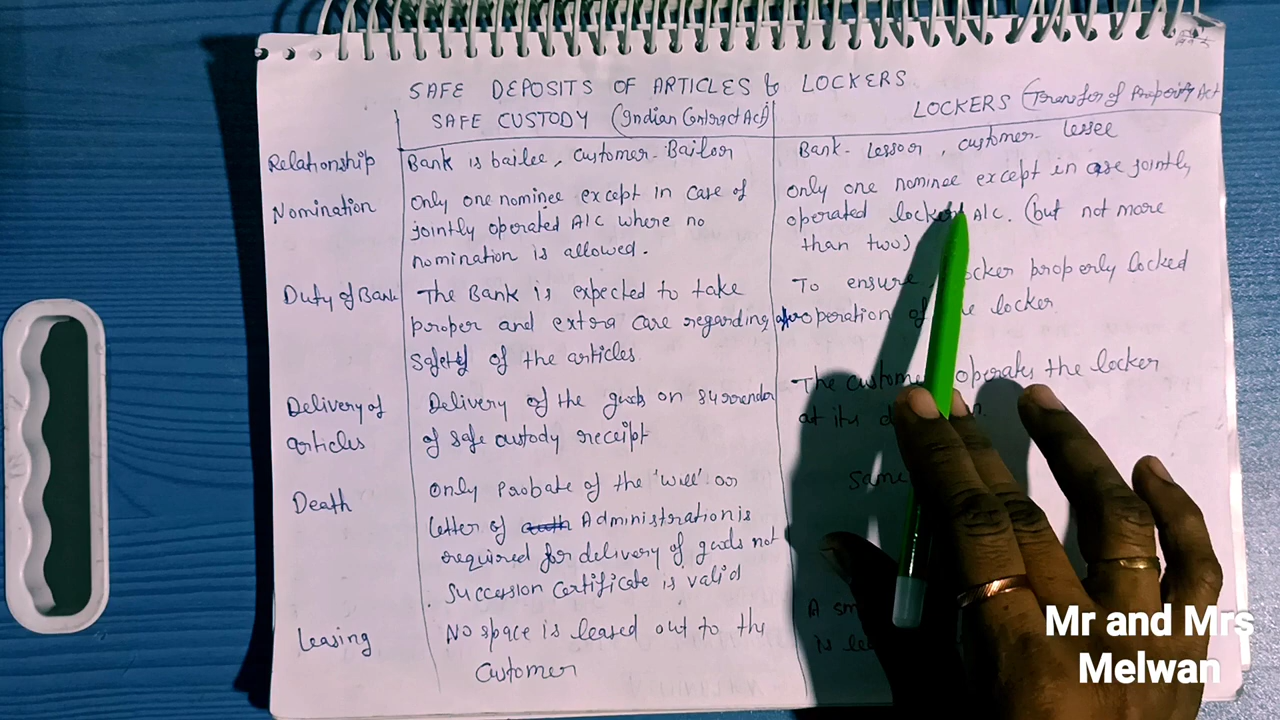 SAFE DEPOSITS OF ARTICLES & LOCKERS
SAFE CUSTODY (Indian Contract Act)
LOCKERS (Transfer of Property Act
Relationship
Bank is bailee, Customer-Bailor
Bank- Lessor, customer- lessee
Nomination
Only one nominee except in case of
jointly operated A/C where no
nomination is allowed.
Only one nominee except in case jointly
operated locker A/C. (but not more
than two)
Duty of Bank
The Bank is expected to take
proper and extra care regarding
safety of the articles
To ensure locker properly locked
operation of locker.
Delivery of
articles
Delivery of the goods on surrender
of safe custody receipt
The customer operates the locker
at its
Death
Only Probate of the 'will' or
letter of Administration is
required for delivery of goods not
Succession Certificate is valid
Same
Leasing
No space is leased out to the
Customer
A
is
Mr and Mrs
Melwan